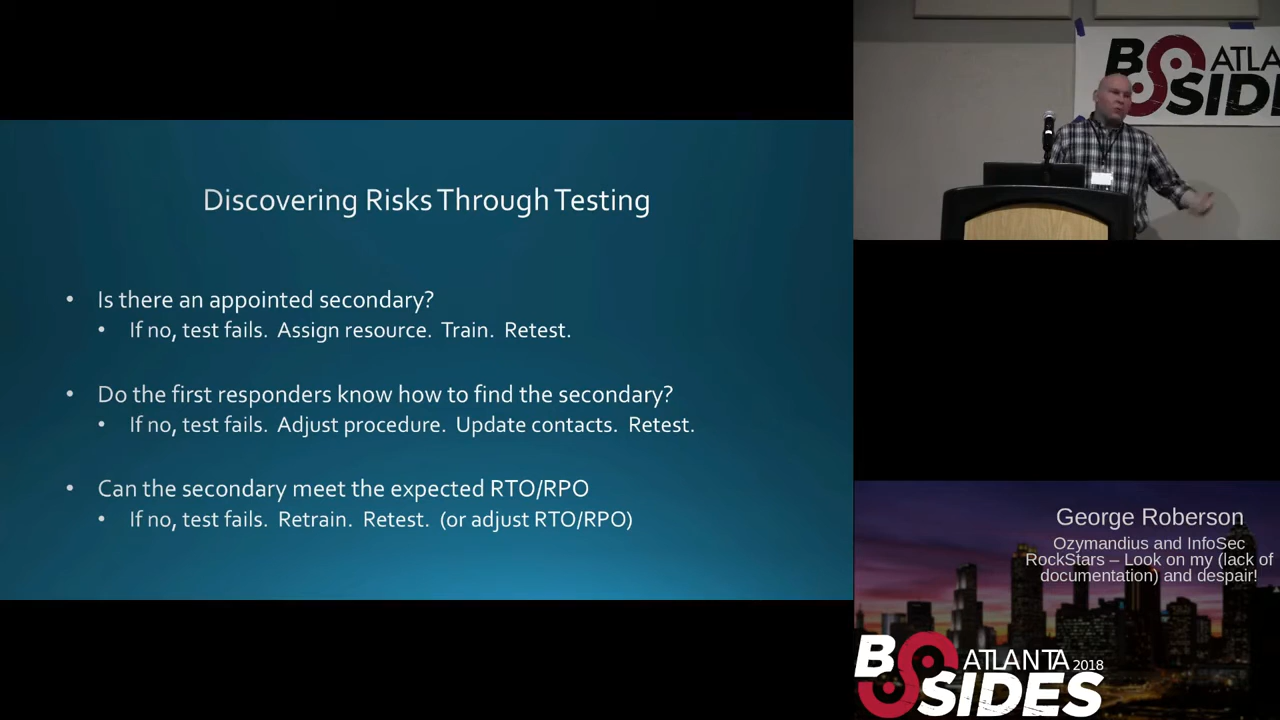 Discovering Risks Through Testing
• Is there an appointed secondary?
• If no, test fails. Assign resource. Train. Retest.
• Do the first responders know how to find the secondary?
• If no, test fails. Adjust procedure. Update contacts. Retest.
• Can the secondary meet the expected RTO/RPO
• If no, test fails. Retrain. Retest. (or adjust RTO/RPO)
B ATLA
SIDE
George Roberson
Ozymandius and InfoSec
RockStars – Look on my (lack of
documentation) and despair!
B ATLANTA 2018
SIDES